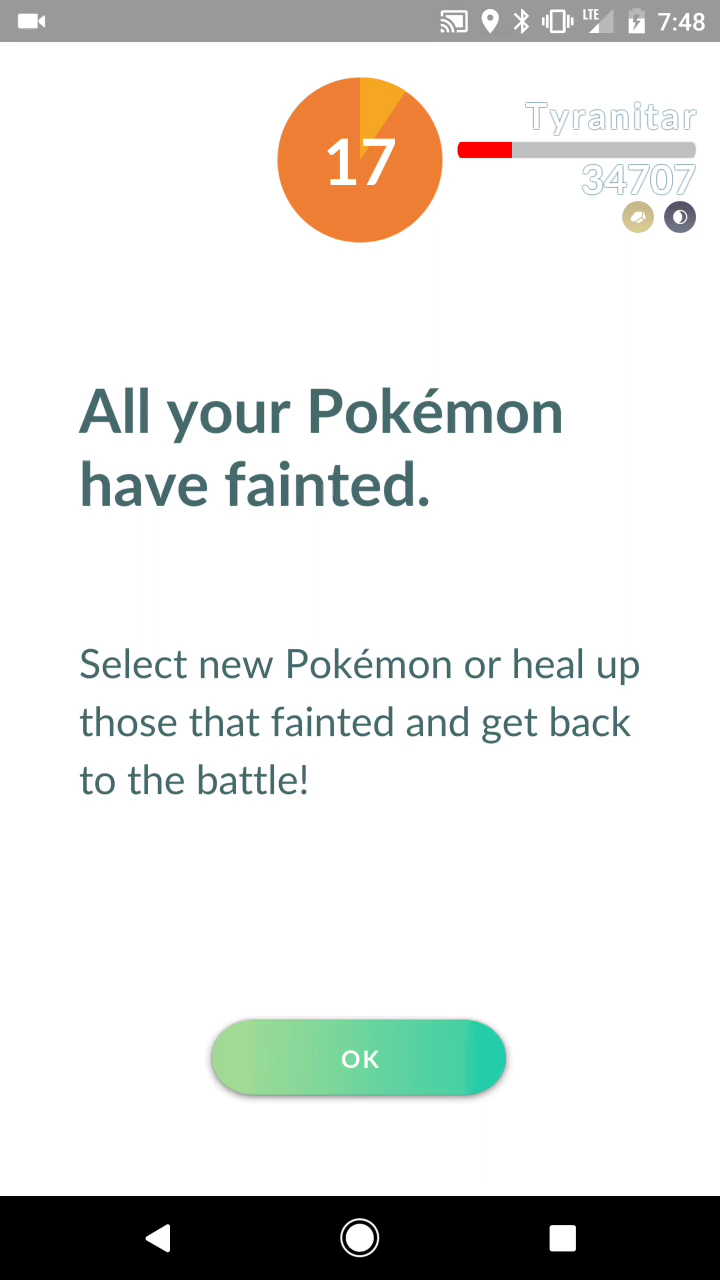 LTE 7:48
17
Tyranitar
34707
All your Pokémon
have fainted.
Select new Pokémon or heal up
those that fainted and get back
to the battle!
OK